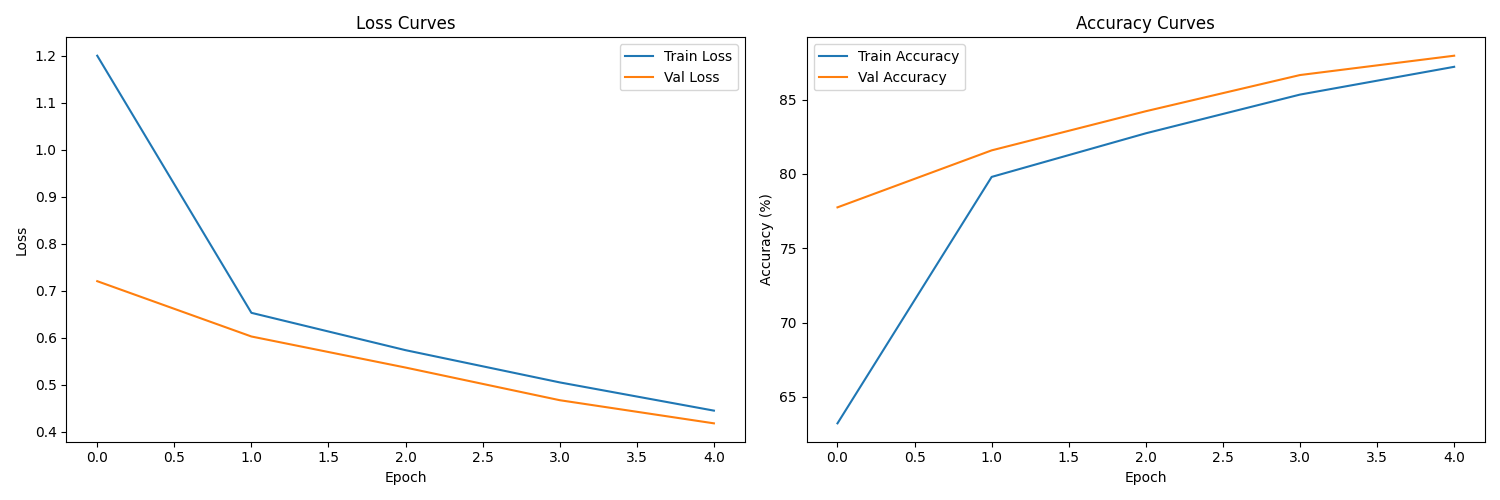 Loss Curves
1.2
1.1
1.0
0.9
0.8
0.7
0.6
0.5
0.4
Loss
Train Loss
Val Loss
0.0 0.5 1.0 1.5 2.0 2.5 3.0 3.5 4.0
Epoch
Accuracy Curves
85
80
75
70
65
Accuracy (%)
Train Accuracy
Val Accuracy
0.0 0.5 1.0 1.5 2.0 2.5 3.0 3.5 4.0
Epoch